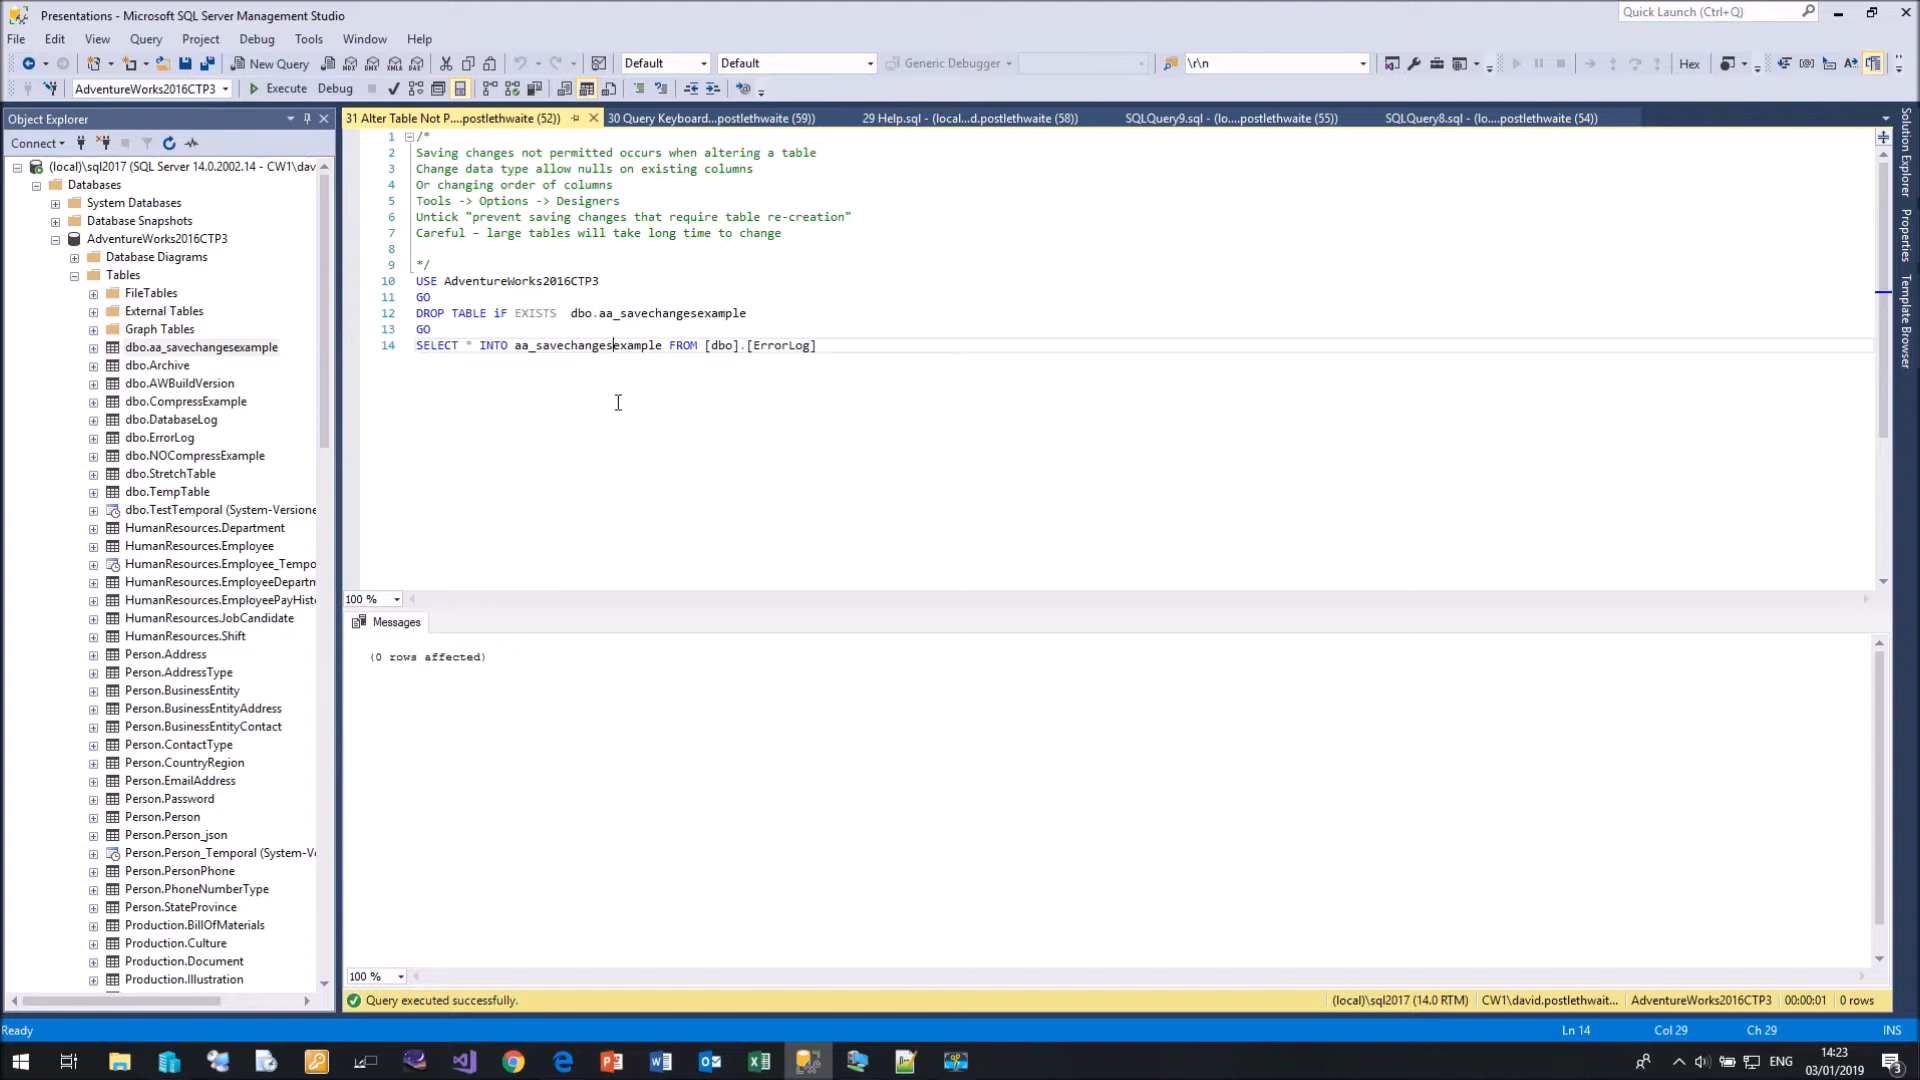 Presentations - Microsoft SQL Server Management Studio
Quick Launch (Ctrl+Q)
File Edit View Query Project Debug Tools Window Help
New Query
Default
Default
Generic Debugger
\r\n
Hex
AdventureWorks2016CTP3
Execute
Debug
Object Explorer
31 Alter Table Not P....postlethwaite (52))
30 Query Keyboard...postlethwaite (59))
29 Help.sql - (local...d.postlethwaite (58))
SQLQuery9.sql - (lo....postlethwaite (55))
SQLQuery8.sql - (lo....postlethwaite (54))
Connect
(local)\sql2017 (SQL Server 14.0.2002.14 - CW1\dav
Databases
System Databases
Database Snapshots
AdventureWorks2016CTP3
Database Diagrams
Tables
FileTables
External Tables
Graph Tables
dbo.aa_savechangesexample
dbo.Archive
dbo.AWBuildVersion
dbo.CompressExample
dbo.DatabaseLog
dbo.ErrorLog
dbo.NOCompressExample
dbo.StretchTable
dbo.TempTable
dbo.TestTemporal (System-Versione
HumanResources.Department
HumanResources.Employee
HumanResources.Employee_Tempo
HumanResources.EmployeeDepartm
HumanResources.EmployeePayHisto
HumanResources.JobCandidate
HumanResources.Shift
Person.Address
Person.AddressType
Person.BusinessEntity
Person.BusinessEntityAddress
Person.BusinessEntityContact
Person.ContactType
Person.CountryRegion
Person.EmailAddress
Person.Password
Person.Person
Person.Person_json
Person.Person_Temporal (System-Ve
Person.PersonPhone
Person.PhoneNumberType
Person.StateProvince
Production.BillOfMaterials
Production.Culture
Production.Document
Production.Illustration
1 /*
2 Saving changes not permitted occurs when altering a table
3 Change data type allow nulls on existing columns
4 Or changing order of columns
5 Tools -> Options -> Designers
6 Untick "prevent saving changes that require table re-creation"
7 Careful – large tables will take long time to change
8
9 */
10 USE AdventureWorks2016CTP3
11 GO
12 DROP TABLE iF EXISTS  dbo.aa_savechangesexample
13 GO
14 SELECT * INTO aa_savechangesexample FROM [dbo].[ErrorLog]
100 %
Messages
(0 rows affected)
100 %
Query executed successfully.
(local)\sql2017 (14.0 RTM)
CW1\david.postlethwait...
AdventureWorks2016CTP3
00:00:01
0 rows
Solution Explorer
Properties
Template Browser
Ready
Ln 14
Col 29
Ch 29
INS
ENG
14:23
03/01/2019
3